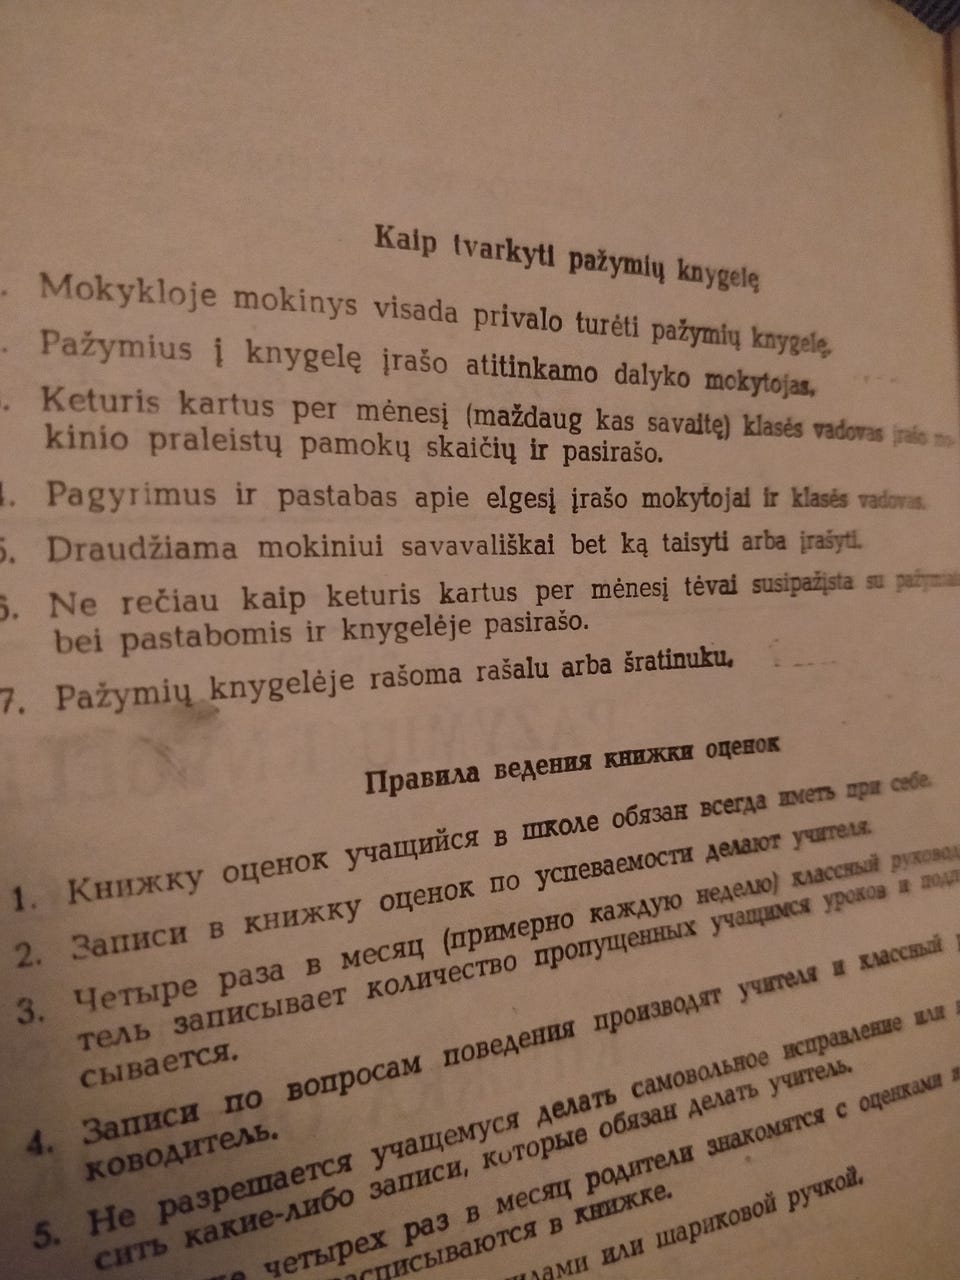 Kaip tvarkyti pažymių knygelę
. Mokykloje mokinys visada privalo turėti pažymių knygelę.
. Pažymius į knygelę įrašo atitinkamo dalyko mokytojas.
. Keturis kartus per mėnesį (maždaug kas savaitę) klasės vadovas įrašo mo-
kinio praleistų pamokų skaičių ir pasirašo.
4. Pagyrimus ir pastabas apie elgesį įrašo mokytojai ir klasės vadovas.
5. Draudžiama mokiniui savavališkai bet ką taisyti arba įrašyti.
6. Ne rečiau kaip keturis kartus per mėnesį tėvai susipažįsta su
bei pastabomis ir knygelėje pasirašo.
7. Pažymių knygelėje rašoma rašalu arba šratinuku.
Правила ведения книжки оценок
1. Книжку оценок учащийся в школе обязан всегда иметь при себе.
2. Записи в книжку оценок по успеваемости делают учителя.
3. Четыре раза в месяц (примерно каждую неделю) классный руковод
тель записывает количество пропущенных учащимся уроков и
сывается.
4. Записи по вопросам поведения производят учителя и классный
ководитель.
5. Не разрешается учащемуся делать самовольное исправление или
сить какие-либо записи, которые обязан делать учитель.
четырех раз в месяц родители знакомятся с оценками
в книжке.
или шариковой ручкой.